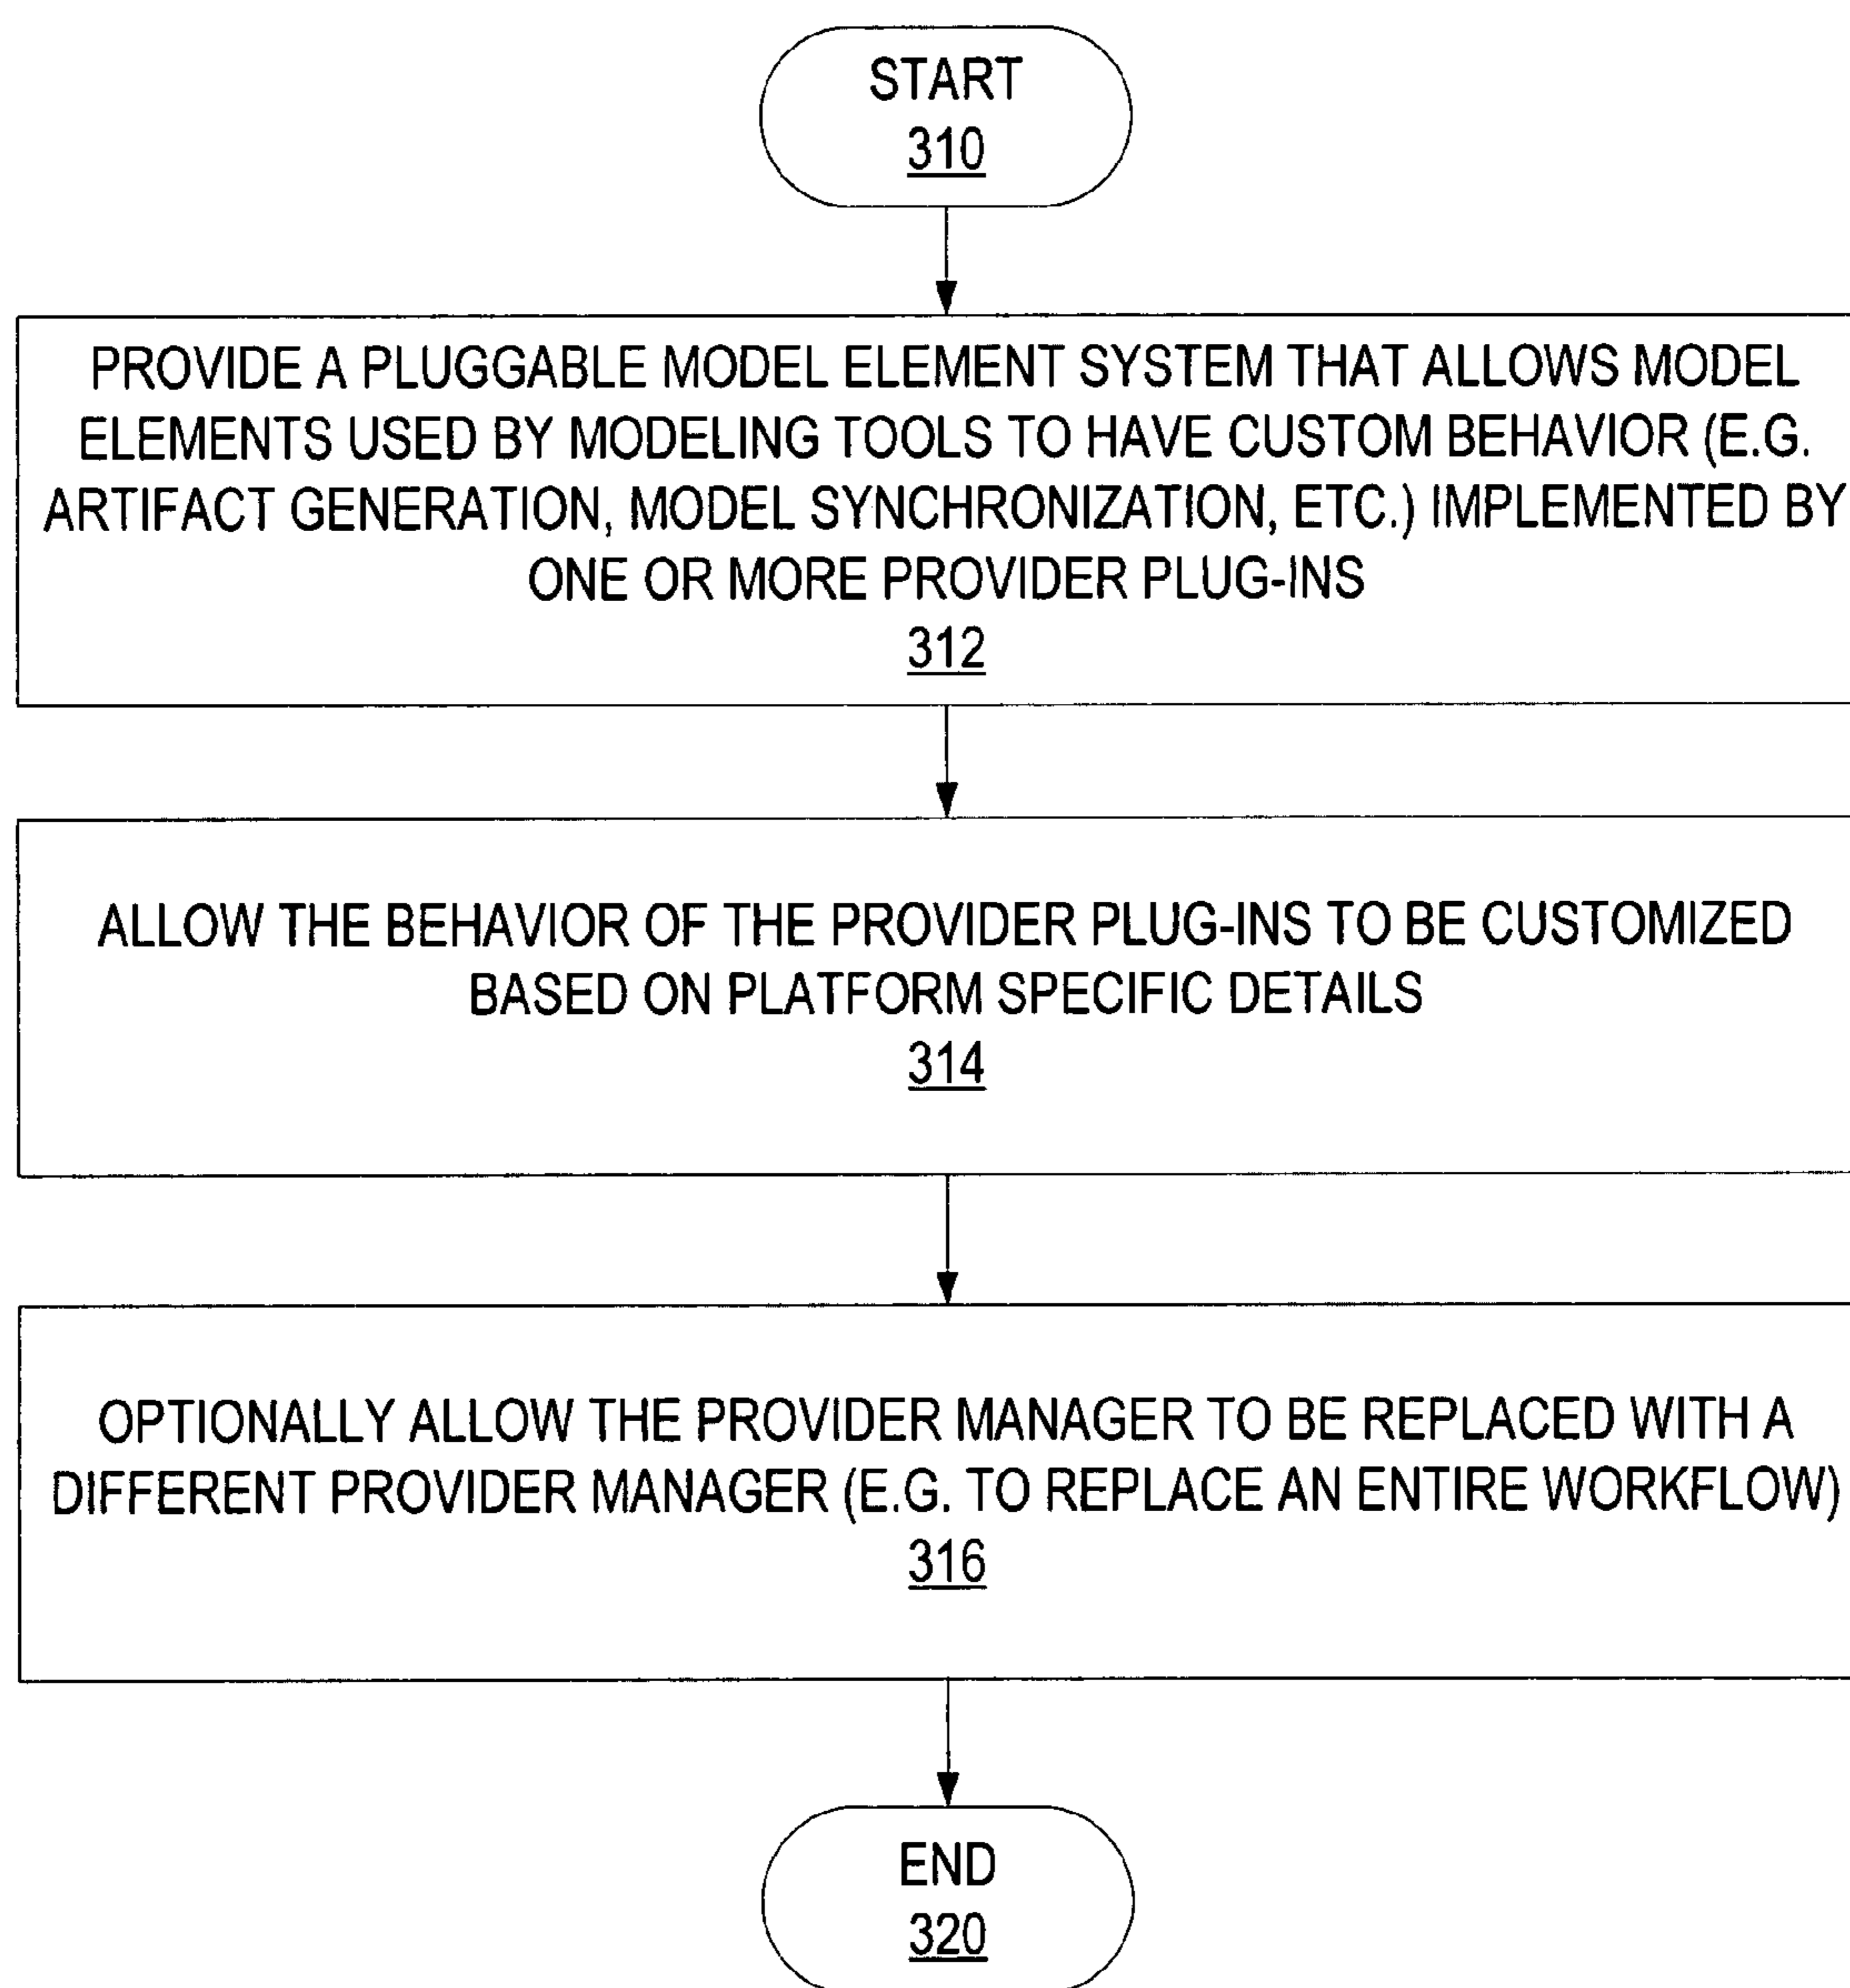 START
310
PROVIDE A PLUGGABLE MODEL ELEMENT SYSTEM THAT ALLOWS MODEL
ELEMENTS USED BY MODELING TOOLS TO HAVE CUSTOM BEHAVIOR (E.G.
ARTIFACT GENERATION, MODEL SYNCHRONIZATION, ETC.) IMPLEMENTED BY
ONE OR MORE PROVIDER PLUG-INS
312
ALLOW THE BEHAVIOR OF THE PROVIDER PLUG-INS TO BE CUSTOMIZED
BASED ON PLATFORM SPECIFIC DETAILS
314
OPTIONALLY ALLOW THE PROVIDER MANAGER TO BE REPLACED WITH A
DIFFERENT PROVIDER MANAGER (E.G. TO REPLACE AN ENTIRE WORKFLOW)
316
END
320